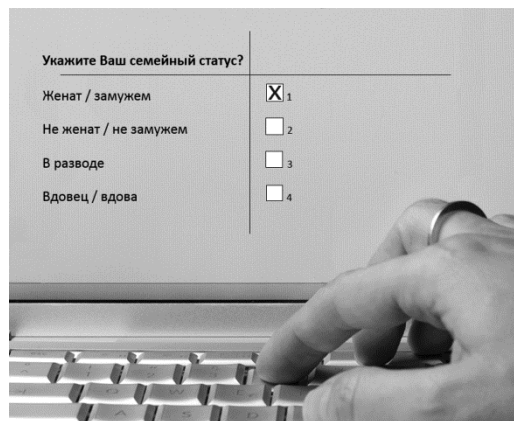 Укажите Ваш семейный статус?
Женат / замужем X 1
Не женат / не замужем 2
В разводе 3
Вдовец / вдова 4
A S D